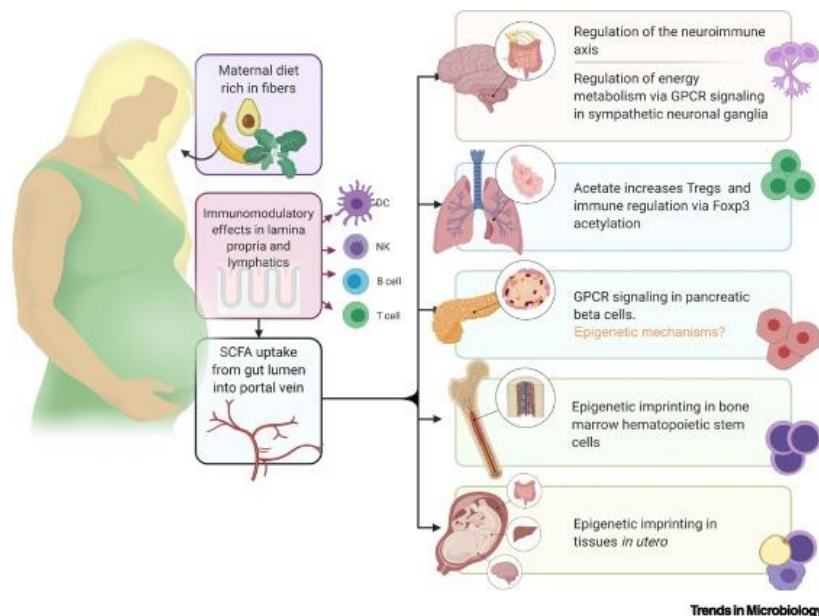 Maternal diet
rich in fibers
Immunomodulatory
effects in lamina
propria and
lymphatics
DC
NK
B cell
T cell
SCFA uptake
from gut lumen
into portal vein
Regulation of the neuroimmune
axis
Regulation of energy
metabolism via GPCR signaling
in sympathetic neuronal ganglia
Acetate increases Tregs and
immune regulation via Foxp3
acetylation
GPCR signaling in pancreatic
beta cells.
Epigenetic mechanisms?
Epigenetic imprinting in bone
marrow hematopoietic stem
cells
Epigenetic imprinting in
tissues in utero
Trends in Microbiology